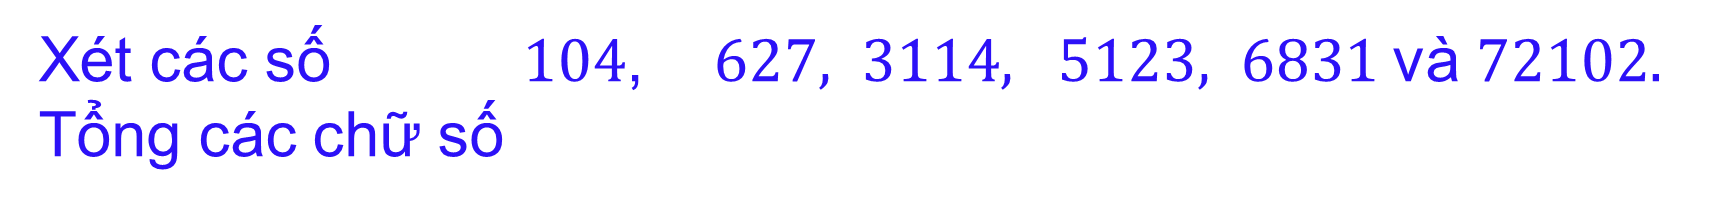 Xét các số 104, 627, 3114, 5123, 6831 và 72102.
Tổng các chữ số